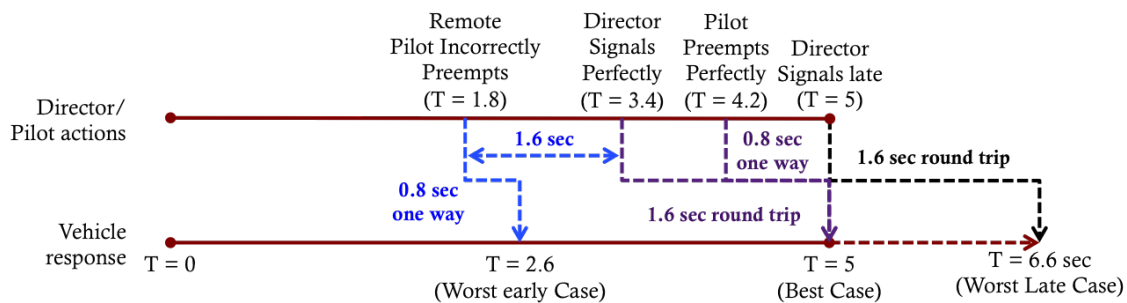 Remote
Pilot Incorrectly
Preempts
(T = 1.8)
Director
Signals
Perfectly
(T = 3.4)
Pilot
Preempts
Perfectly
(T = 4.2)
Director
Signals late
(T = 5)
Director/
Pilot actions
1.6 sec
0.8 sec
one way
1.6 sec round trip
0.8 sec
one way
1.6 sec round trip
Vehicle
response
T = 0
T = 2.6
(Worst early Case)
T = 5
(Best Case)
T = 6.6 sec
(Worst Late Case)